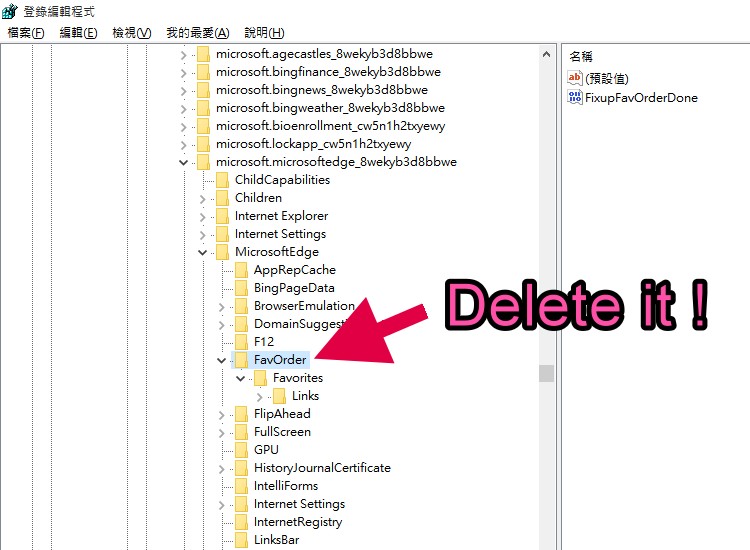 登錄編輯程式
檔案(F) 編輯(E) 檢視(V) 我的最愛(A) 說明(H)
microsoft.agecastles_8wekyb3d8bbwe
microsoft.bingfinance_8wekyb3d8bbwe
microsoft.bingnews_8wekyb3d8bbwe
microsoft.bingweather_8wekyb3d8bbwe
microsoft.bioenrollment_cw5n1h2txyewy
microsoft.lockapp_cw5n1h2txyewy
microsoft.microsoftedge_8wekyb3d8bbwe
ChildCapabilities
Children
Internet Explorer
Internet Settings
MicrosoftEdge
AppRepCache
BingPageData
BrowserEmulation
DomainSuggesti
F12
FavOrder
Favorites
Links
FlipAhead
FullScreen
GPU
HistoryJournalCertificate
IntelliForms
Internet Settings
InternetRegistry
LinksBar
名稱
(預設值)
FixupFavOrderDone
Delete it !